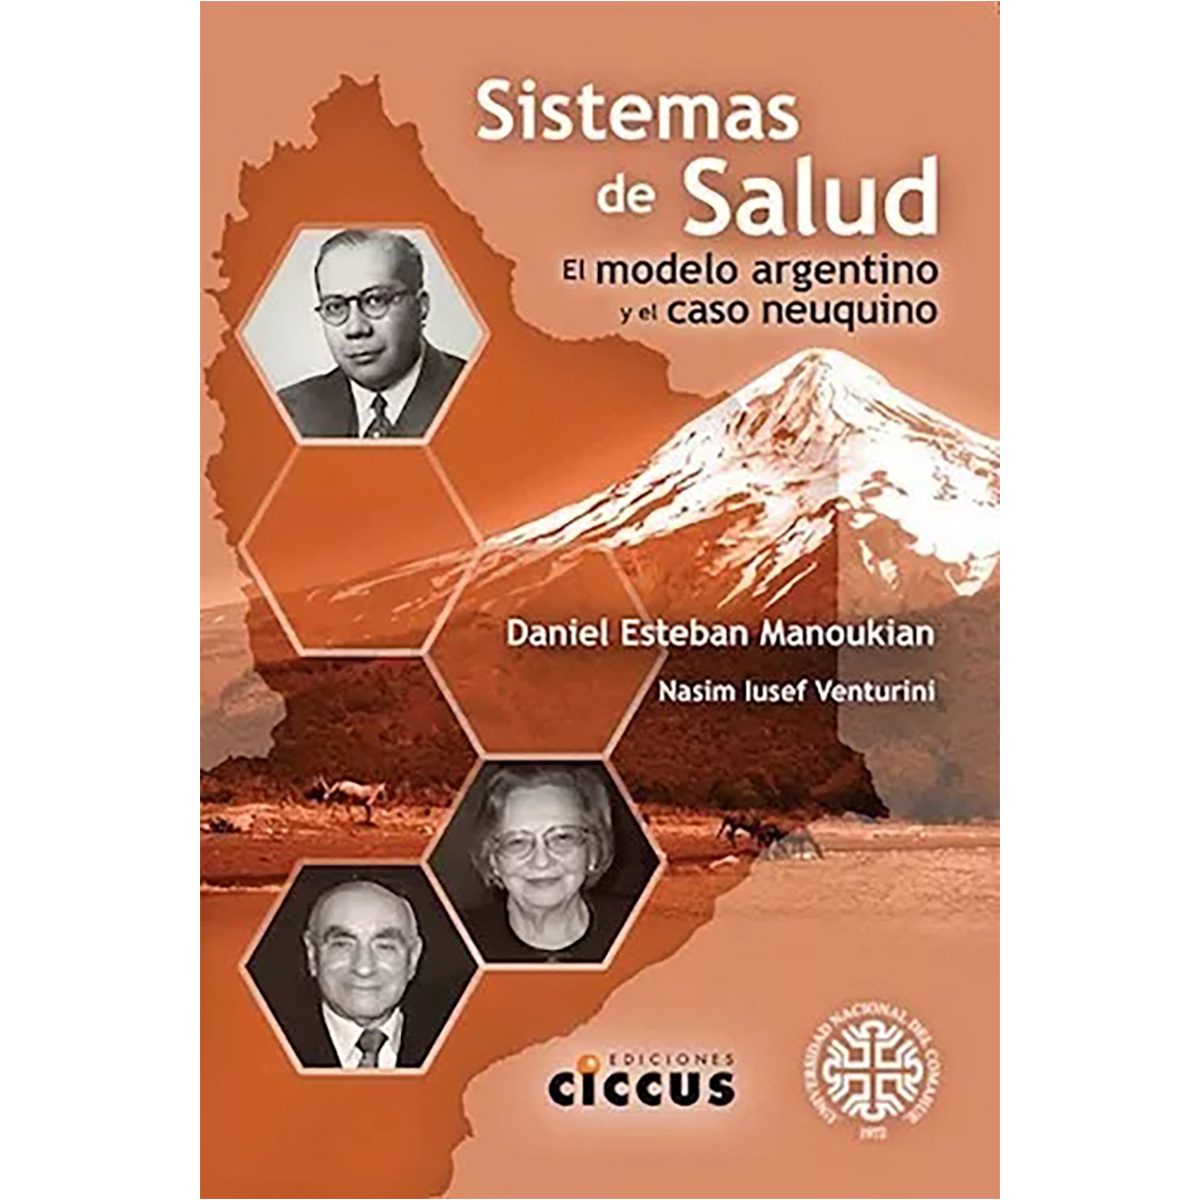 Sistemas
de Salud
El modelo argentino
y el caso neuquino
Daniel Esteban Manoukian
Nasim Iusef Venturini
EDICIONES
CICCUS
UNIVERSIDAD NACIONAL DEL COMAHUE
1972